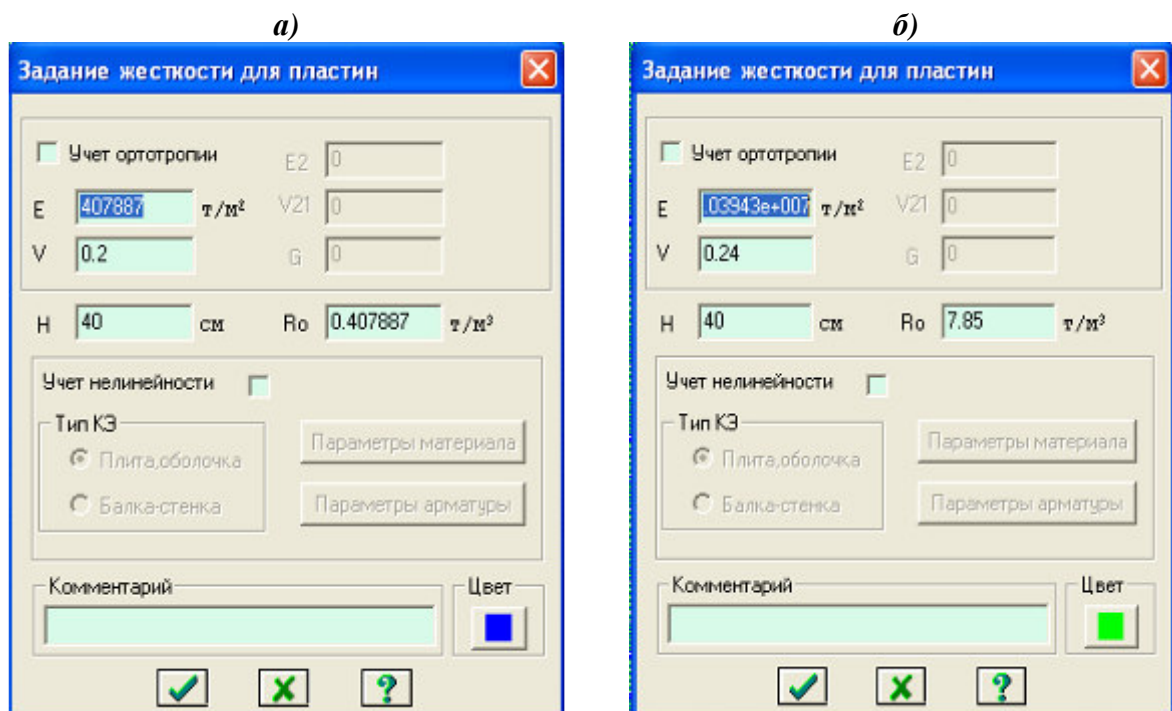 а)
Задание жесткости для пластин
Учет ортотропии
E2 0
E 407887 т/м²
V21 0
V 0.2
G 0
H 40 см
Ro 0.407887 т/м³
Учет нелинейности
Тип КЭ
Плита,оболочка
Балка-стенка
Параметры материала
Параметры арматуры
Комментарий
Цвет
?
б)
Задание жесткости для пластин
Учет ортотропии
E2 0
E .03943e+007 т/м²
V21 0
V 0.24
G 0
H 40 см
Ro 7.85 т/м³
Учет нелинейности
Тип КЭ
Плита,оболочка
Балка-стенка
Параметры материала
Параметры арматуры
Комментарий
Цвет
?